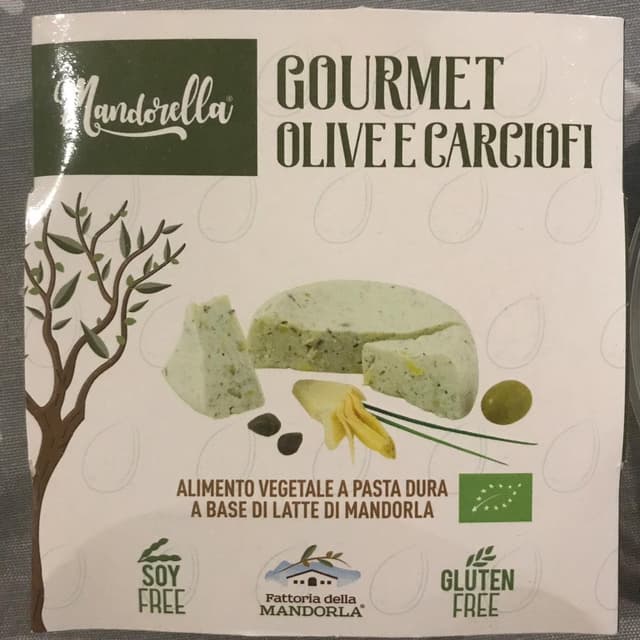 Mandorella®
GOURMET
OLIVE E CARCIOFI
ALIMENTO VEGETALE A PASTA DURA
A BASE DI LATTE DI MANDORLA
SOY
FREE
Fattoria della
MANDORLA®
GLUTEN
FREE